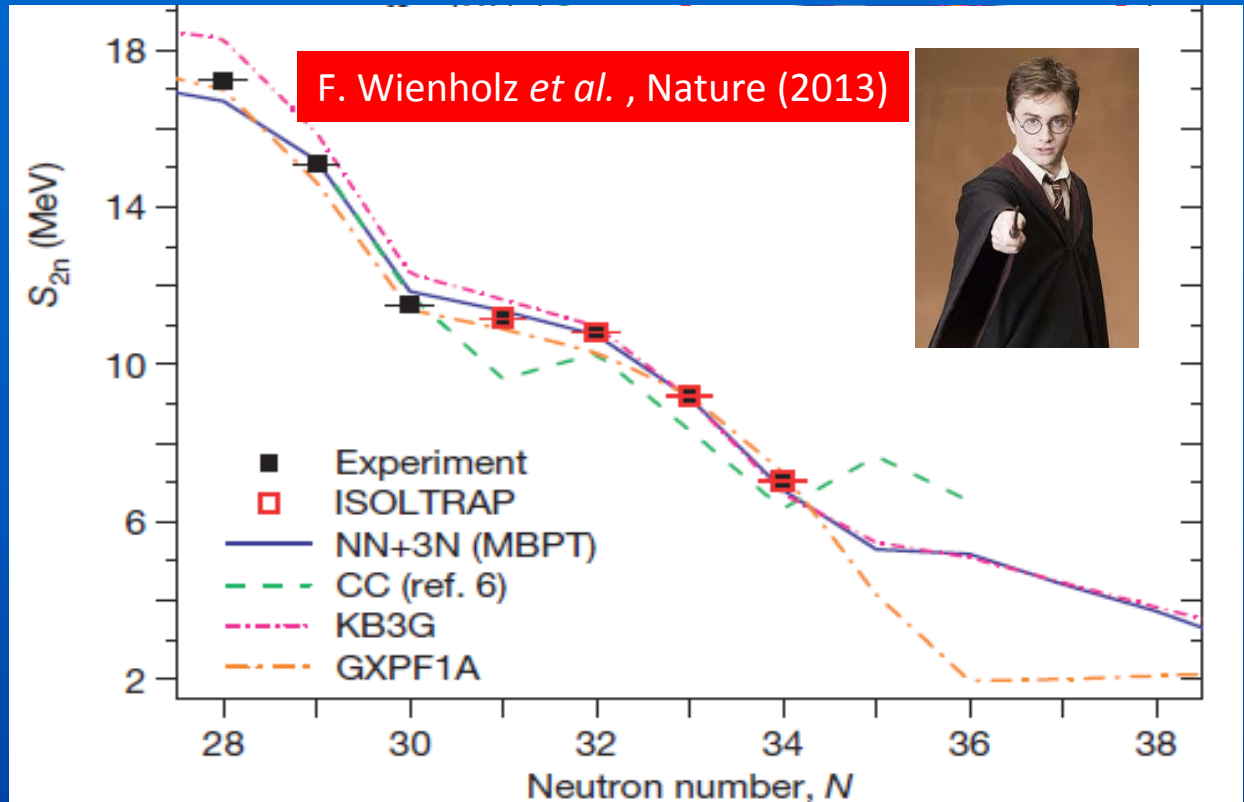 F. Wienholz et al. , Nature (2013)
18
14
10
6
2
S2n (MeV)
Experiment
ISOLTRAP
NN+3N (MBPT)
CC (ref. 6)
KB3G
GXPF1A
28 30 32 34 36 38
Neutron number, N